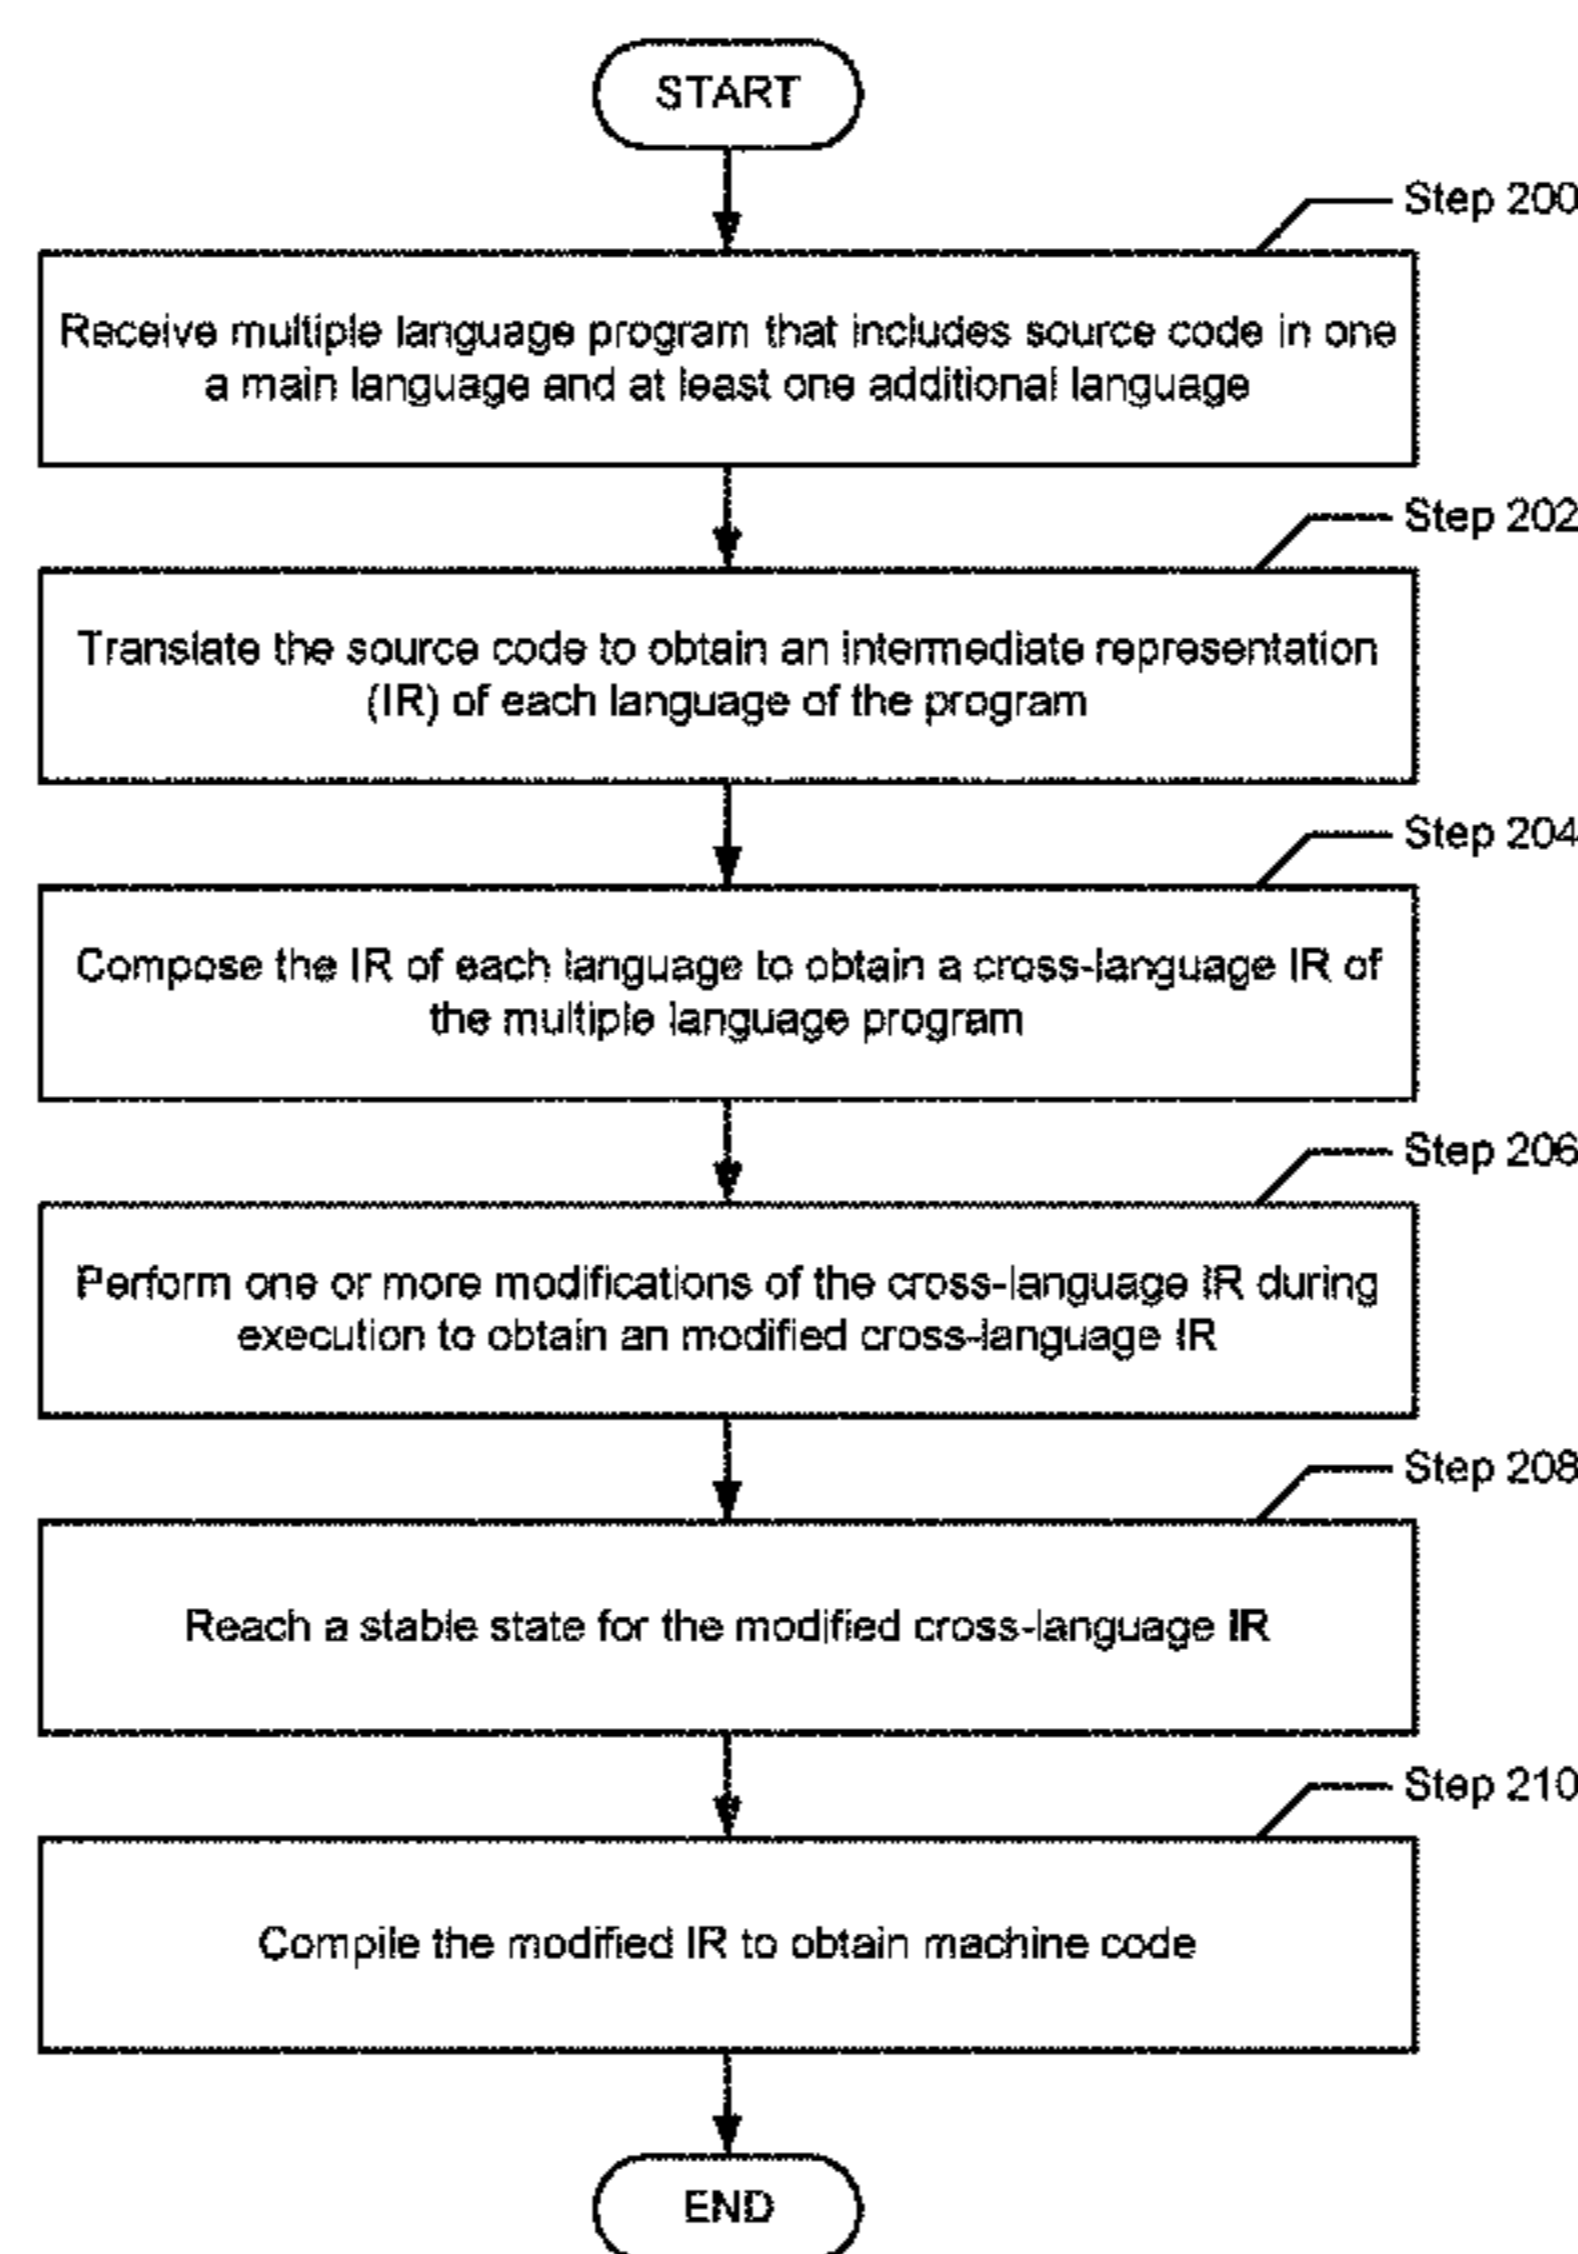 START
Step 200
Receive multiple language program that includes source code in one
a main language and at least one additional language
Step 202
Translate the source code to obtain an intermediate representation
(IR) of each language of the program
Step 204
Compose the IR of each language to obtain a cross-language IR of
the multiple language program
Step 206
Perform one or more modifications of the cross-language IR during
execution to obtain an modified cross-language IR
Step 208
Reach a stable state for the modified cross-language IR
Step 210
Compile the modified IR to obtain machine code
END